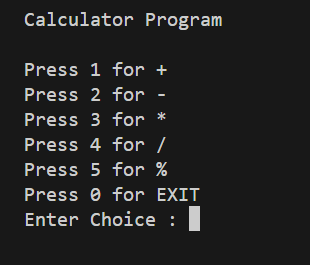 Calculator Program
Press 1 for +
Press 2 for -
Press 3 for *
Press 4 for /
Press 5 for %
Press 0 for EXIT
Enter Choice :